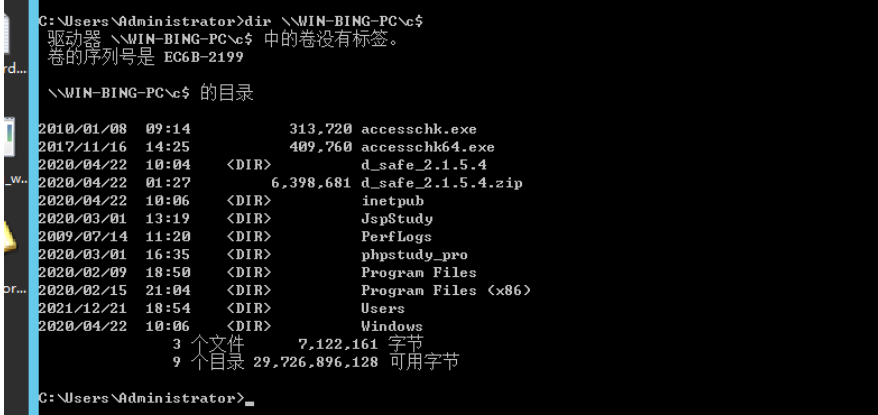 C:\Users\Administrator>dir \\WIN-BING-PC\c$
 驱动器 \\WIN-BING-PC\c$ 中的卷没有标签。
 卷的序列号是 EC6B-2199
 \\WIN-BING-PC\c$ 的目录
2010/01/08  09:14           313,720 accesschk.exe
2017/11/16  14:25           409,760 accesschk64.exe
2020/04/22  10:04    <DIR>          d_safe_2.1.5.4
2020/04/22  01:27         6,398,681 d_safe_2.1.5.4.zip
2020/04/22  10:06    <DIR>          inetpub
2020/03/01  13:19    <DIR>          JspStudy
2009/07/14  11:20    <DIR>          PerfLogs
2020/03/01  16:35    <DIR>          phpstudy_pro
2020/02/09  18:50    <DIR>          Program Files
2020/02/15  21:04    <DIR>          Program Files (x86)
2021/12/21  18:54    <DIR>          Users
2020/04/22  10:06    <DIR>          Windows
               3 个文件      7,122,161 字节
               9 个目录 29,726,896,128 可用字节
C:\Users\Administrator>
rd...
_w..
or...